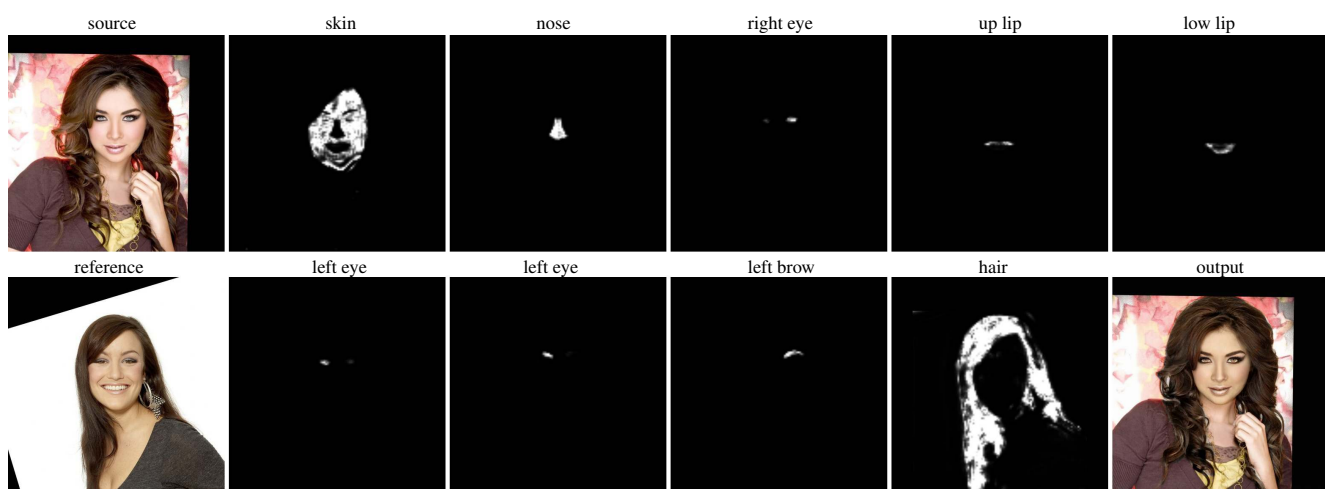 source skin nose right eye up lip low lip
reference left eye left eye left brow hair output